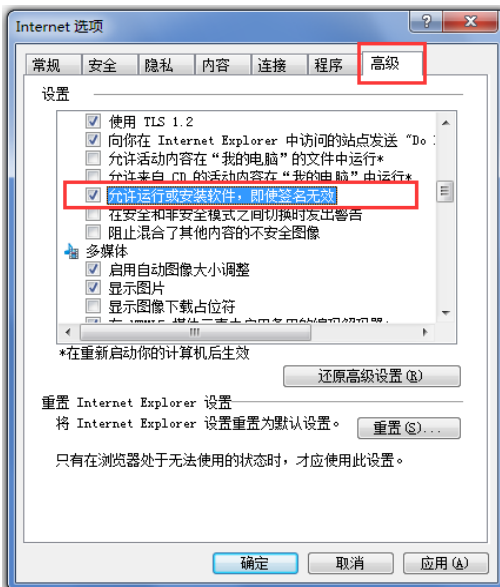 Internet 选项
常规 安全 隐私 内容 连接 程序 高级
设置
使用 TLS 1.2
向你在 Internet Explorer 中访问的站点发送 "Do
允许活动内容在“我的电脑”的文件中运行*
允许来自 CD 的活动内容在“我的电脑”中运行*
允许运行或安装软件，即使签名无效
在安全和非安全模式之间切换时发出警告
阻止混合了其他内容的不安全图像
多媒体
启用自动图像大小调整
显示图片
显示图像下载占位符
*在重新启动你的计算机后生效
还原高级设置(R)
重置 Internet Explorer 设置
将 Internet Explorer 设置重置为默认设置。
重置(S)...
只有在浏览器处于无法使用的状态时，才应使用此设置。
确定 取消 应用(A)